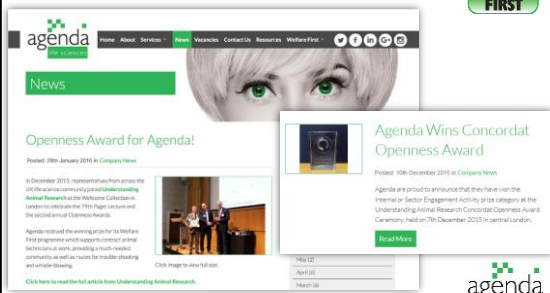 FIRST
agenda
life sciences
Home About Services News Vacancies Contact Us Resources Welfare First
News
Openness Award for Agenda!
Posted: 28th January 2016 in Company News
In December 2015, representatives from across the
UK life science community joined Understanding
Animal Research at the Wellcome Collection in
London to celebrate the 79th Paget Lecture and
the second annual Openness Awards.
Agenda received the winning prize for its Welfare
First programme which supports contract animal
technicians at work, providing a much-needed
community, as well as routes for trouble shooting
and whistle-blowing.
Click image to view full size.
Click here to read the full article from Understanding Animal Research.
Agenda Wins Concordat
Openness Award
Posted: 10th December 2015 in Company News
Agenda are proud to announce that they have won the
Internal or Sector Engagement Activity prize category at the
Understanding Animal Research Concordat Openness Award
Ceremony, held on 7th December 2015 in central London.
Read More
May (2)
April (6)
March (6)
agenda